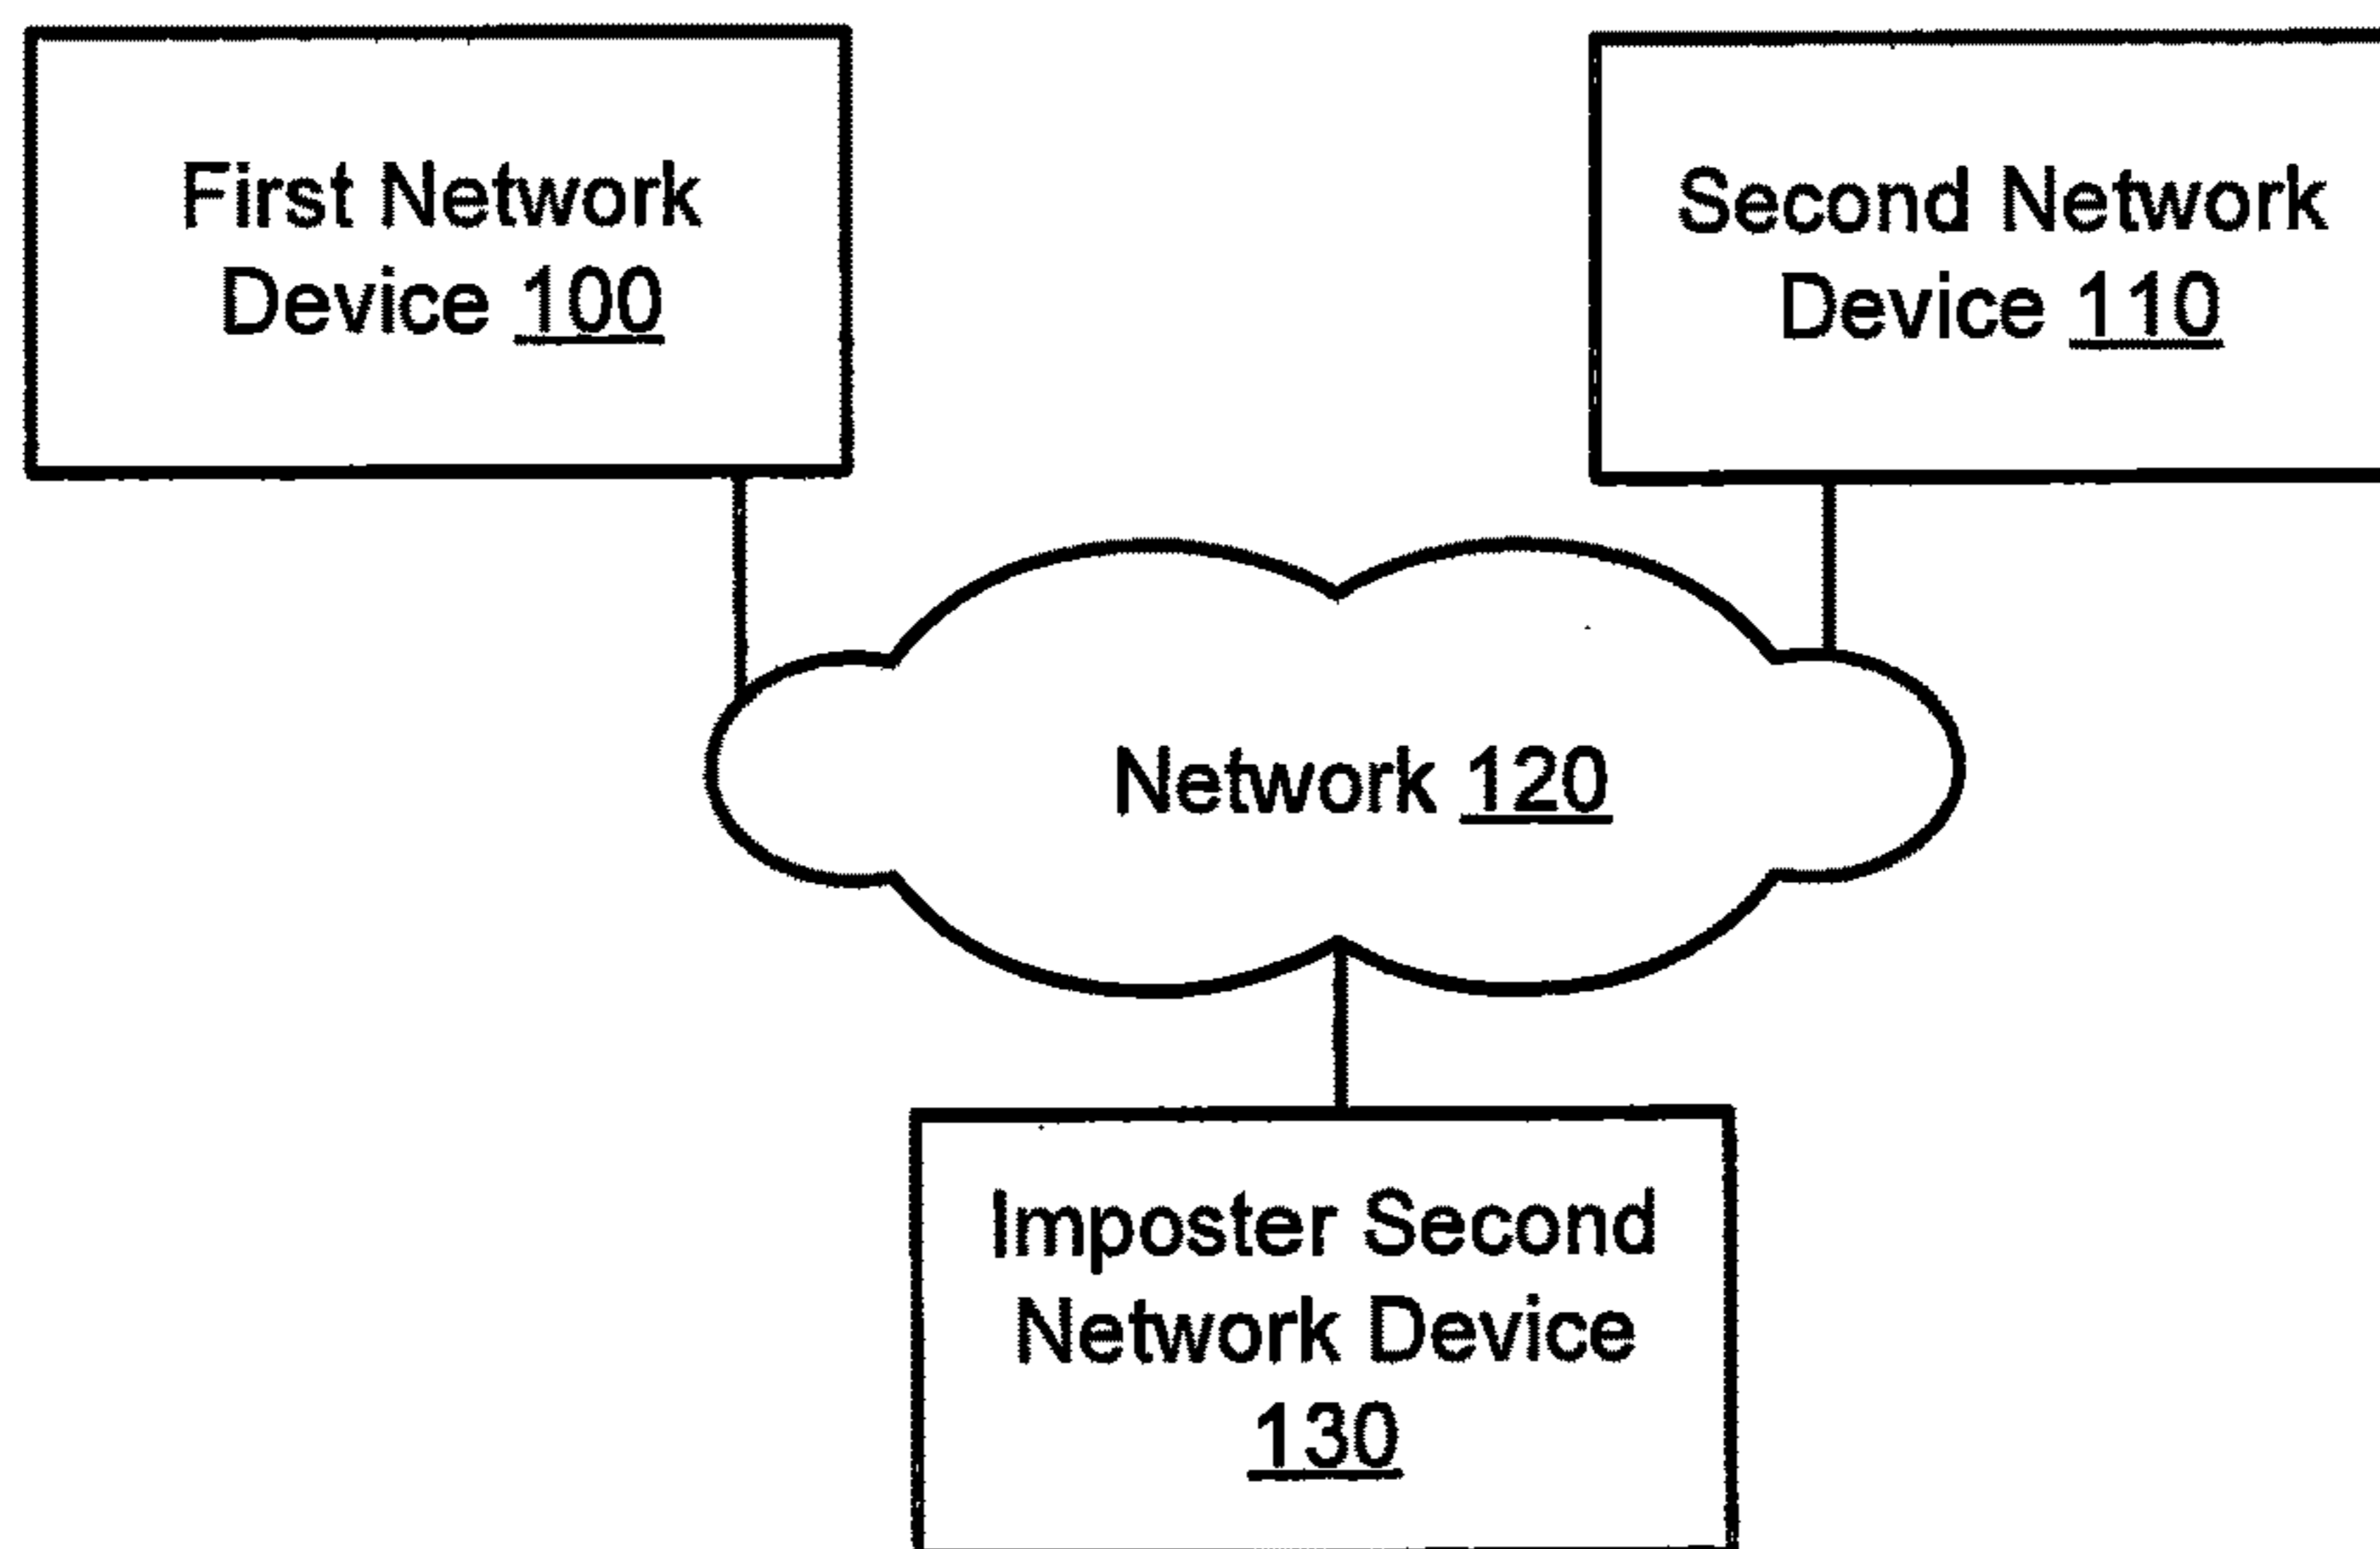 First Network
Device 100
Second Network
Device 110
Network 120
Imposter Second
Network Device
130